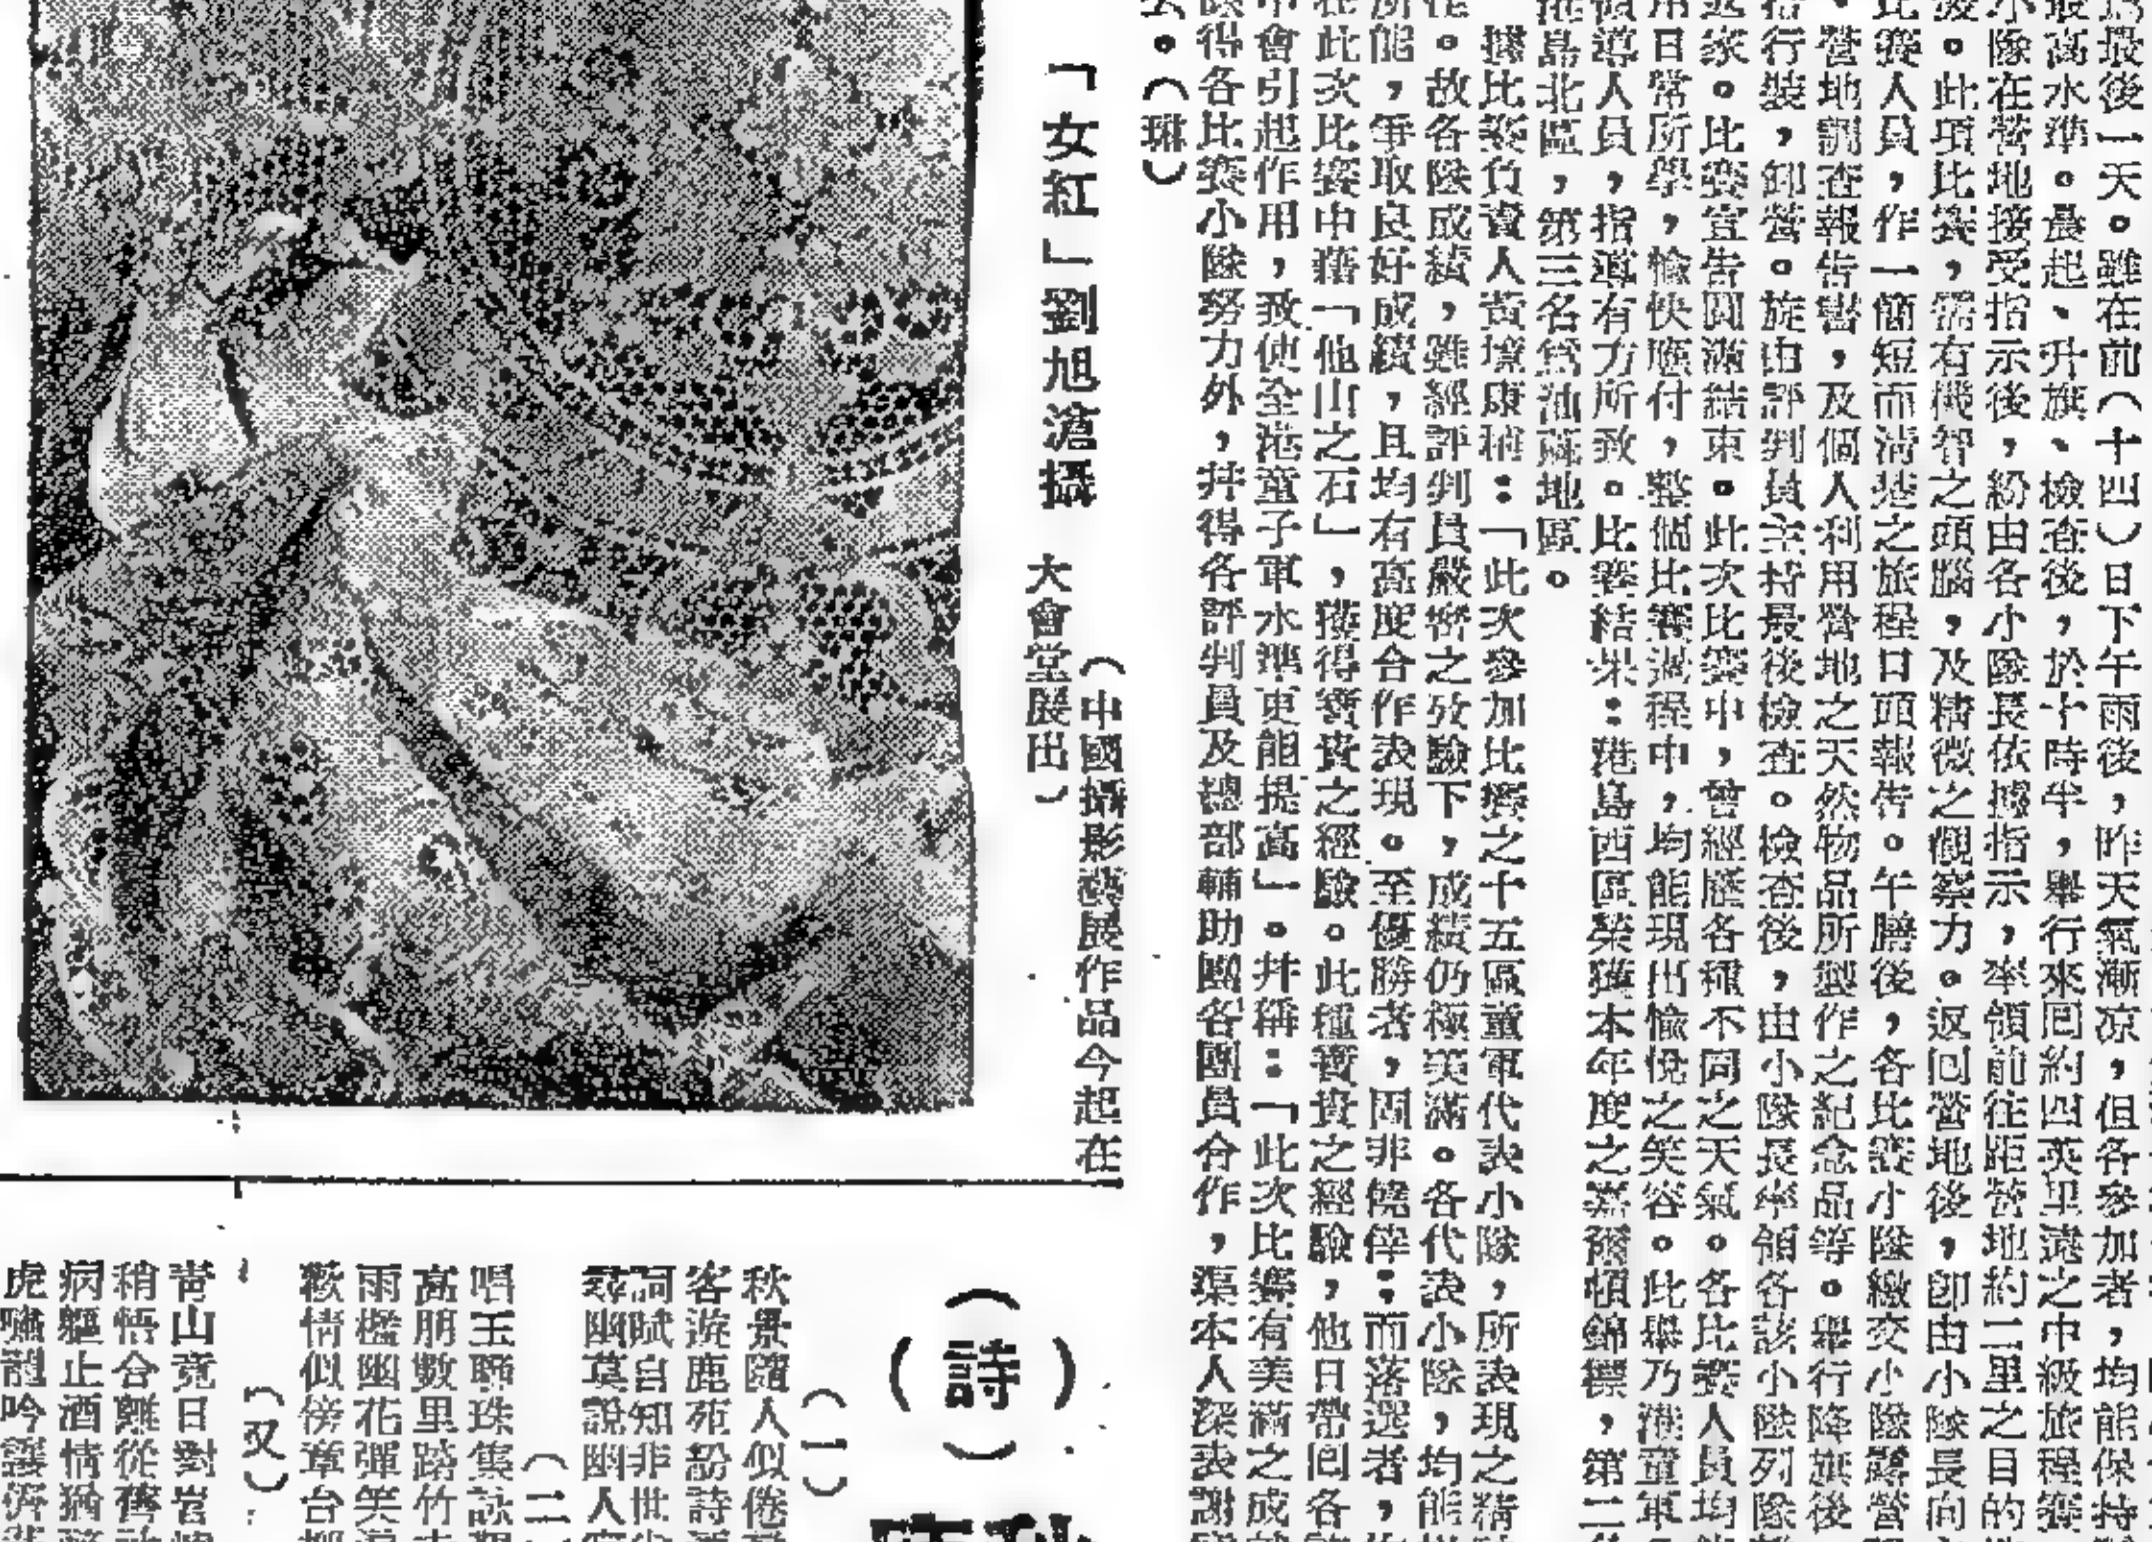 為最後一天。雖在前（十四）日下午雨後，昨天氣漸凉，但各參加者，均能保持
最高水準。晨起、升旗、檢查後，於十時半，舉行來回約四英里遠之中級旅程賽
小隊在營地接受指示後，紛由各小隊長依據指示，率領前往距營地約二里之目的
。此項比賽，需有機智之頭腦，及精微之觀察力。返回營地後，卽由小隊長向
此賽人員，作一簡短而清楚之旅程口頭報告。午膳後，各比賽小隊繳交小隊露營
、營地調查報告書，及個人利用營地之天然物品所製作之紀念品等。舉行降旗後
行裝，卸營。旋由評判員主持最後檢查。檢查後，由小隊長率領各該小隊列隊
返家。比賽宣告圓滿結束。此次比賽中，曾經歷各種不同之天氣。各比賽人員均
用日常所學，愉快應付，整個比賽過程中，均能現出愉悅之笑容。此舉乃港童軍
領導人員，指導有方所致。比賽結果：港島西區榮獲本年度之嘉爾頓錦標，第二
港島北區，第三名為油蔴地區。
據比賽負責人黃壕康稱：「此次參加比賽之十五區童軍代表小隊，所表現之精
。故各隊成績，雖經評判員嚴密之攷驗下，成績仍極美滿。各代表小隊，均能
所能，爭取良好成績，且均有高度合作表現。至優勝者，固非僥倖；而落選者，
在此次比賽中藉「他山之石」，獲得寶貴之經驗。此種寶貴之經驗，他日帶回各
中會引起作用，致使全港童子軍水準更能提高」。幷稱：「此次比賽有美滿之成
除得各比賽小隊努力外，幷得各評判員及總部輔助團各團員合作，渠本人深表謝
去。（琳）
「女紅」劉旭滄攝
（中國攝影藝展作品今起在
大會堂展出）
（詩）
秋
（一）
秋景隨人似倦
客遊鹿苑訪詩
詞賦自知非世
尋幽莫說幽人
（二
唱玉聯珠集詠
高朋數里踏竹
雨檻幽花彈笑
歡情似傍章台
（又）
青山竟日對岩
稍悟合離從舊
病軀止酒情猶
虎嘯龍吟讓